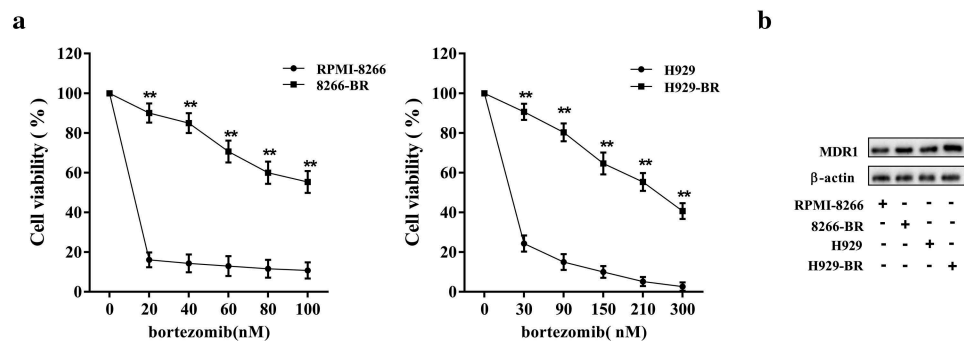 a
b
120
100
80
60
40
20
0
Cell viability ( % )
RPMI-8266
8266-BR
** ** ** ** **
0 20 40 60 80 100
bortezomib(nM)
120
100
80
60
40
20
0
Cell viability ( % )
H929
H929-BR
** ** ** ** **
0 30 90 150 210 300
bortezomib( nM)
MDR1
β-actin
RPMI-8266 + - - -
8266-BR - + - -
H929 - - + -
H929-BR - - - +